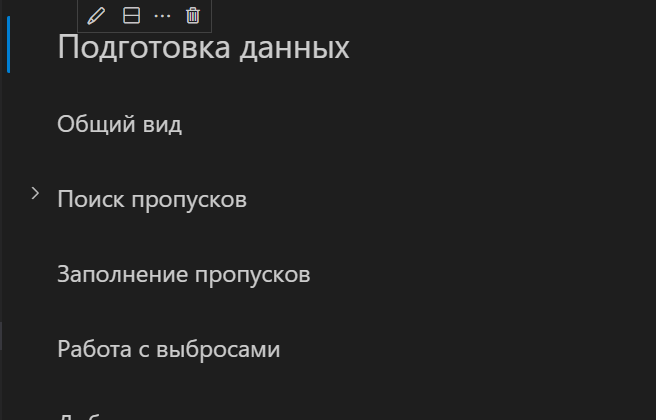 Подготовка данных
Общий вид
Поиск пропусков
Заполнение пропусков
Работа с выбросами